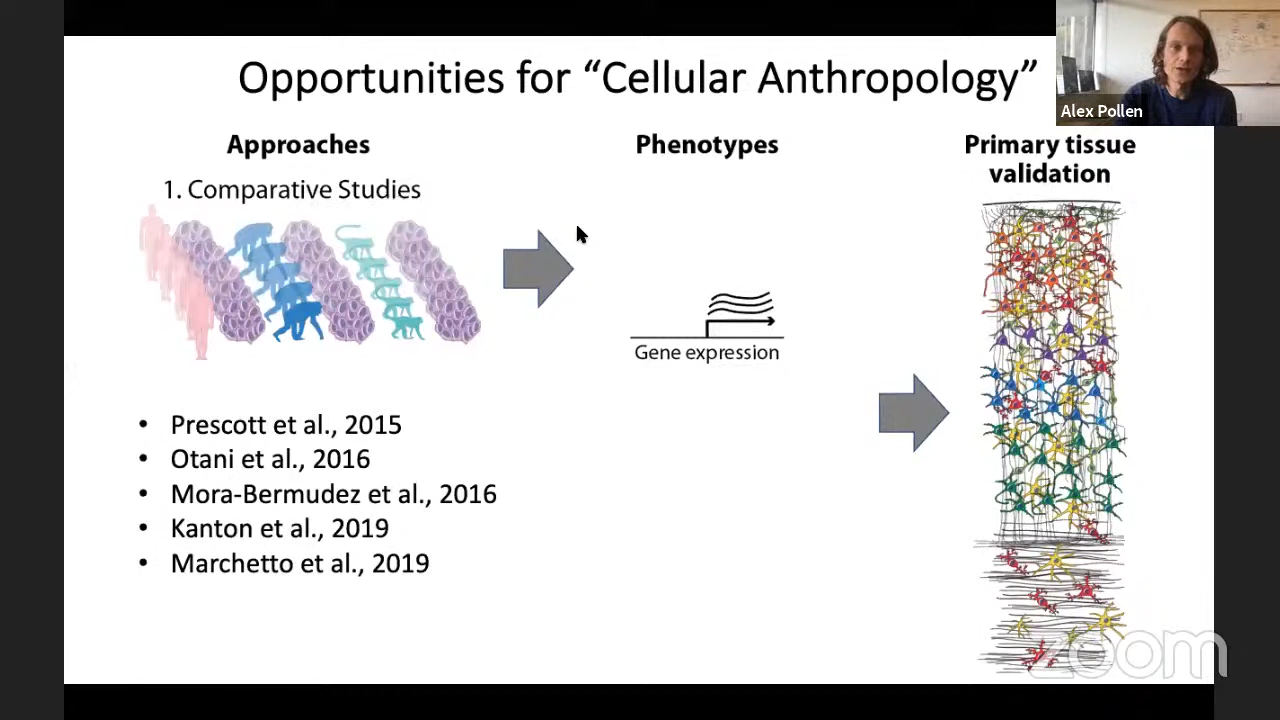 Opportunities for “Cellular Anthropology”
Alex Pollen
Approaches
Phenotypes
Primary tissue
validation
1. Comparative Studies
Gene expression
• Prescott et al., 2015
• Otani et al., 2016
• Mora-Bermudez et al., 2016
• Kanton et al., 2019
• Marchetto et al., 2019
zoom